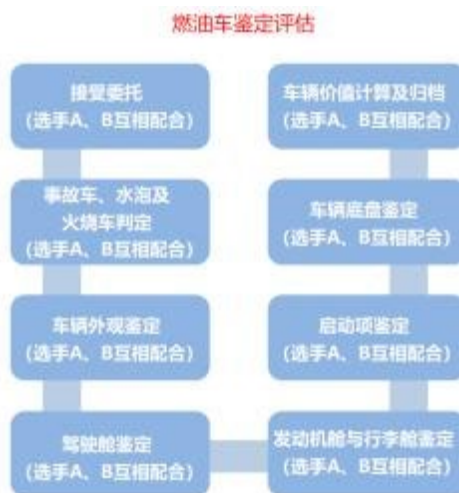 燃油车鉴定评估
接受委托
(选手A、B互相配合)
事故车、水泡及
火烧车判定
(选手A、B互相配合)
车辆外观鉴定
(选手A、B互相配合)
驾驶舱鉴定
(选手A、B互相配合)
发动机舱与行李舱鉴定
(选手A、B互相配合)
启动项鉴定
(选手A、B互相配合)
车辆底盘鉴定
(选手A、B互相配合)
车辆价值计算及归档
(选手A、B互相配合)